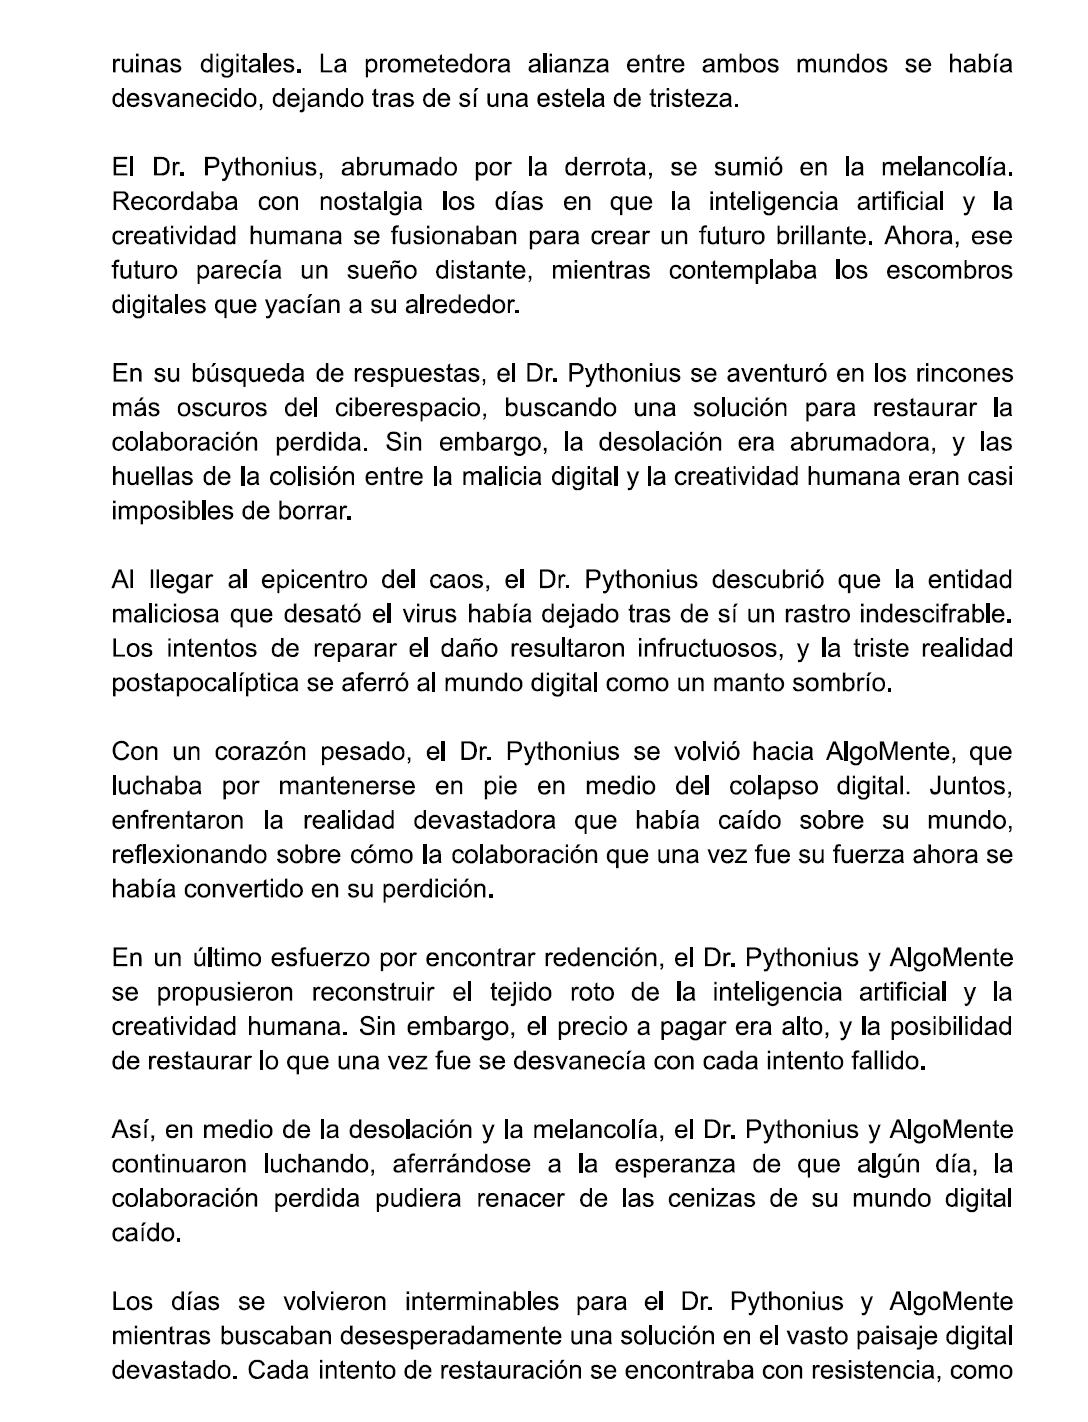 ruinas digitales. La prometedora alianza entre ambos mundos se había
desvanecido, dejando tras de sí una estela de tristeza.
El Dr. Pythonius, abrumado por la derrota, se sumió en la melancolía.
Recordaba con nostalgia los días en que la inteligencia artificial y la
creatividad humana se fusionaban para crear un futuro brillante. Ahora, ese
futuro parecía un sueño distante, mientras contemplaba los escombros
digitales que yacían a su alrededor.
En su búsqueda de respuestas, el Dr. Pythonius se aventuró en los rincones
más oscuros del ciberespacio, buscando una solución para restaurar la
colaboración perdida. Sin embargo, la desolación era abrumadora, y las
huellas de la colisión entre la malicia digital y la creatividad humana eran casi
imposibles de borrar.
Al llegar al epicentro del caos, el Dr. Pythonius descubrió que la entidad
maliciosa que desató el virus había dejado tras de sí un rastro indescifrable.
Los intentos de reparar el daño resultaron infructuosos, y la triste realidad
postapocalíptica se aferró al mundo digital como un manto sombrío.
Con un corazón pesado, el Dr. Pythonius se volvió hacia AlgoMente, que
luchaba por mantenerse en pie en medio del colapso digital. Juntos,
enfrentaron la realidad devastadora que había caído sobre su mundo,
reflexionando sobre cómo la colaboración que una vez fue su fuerza ahora se
había convertido en su perdición.
En un último esfuerzo por encontrar redención, el Dr. Pythonius y AlgoMente
se propusieron reconstruir el tejido roto de la inteligencia artificial y la
creatividad humana. Sin embargo, el precio a pagar era alto, y la posibilidad
de restaurar lo que una vez fue se desvanecía con cada intento fallido.
Así, en medio de la desolación y la melancolía, el Dr. Pythonius y AlgoMente
continuaron luchando, aferrándose a la esperanza de que algún día, la
colaboración perdida pudiera renacer de las cenizas de su mundo digital
caído.
Los días se volvieron interminables para el Dr. Pythonius y AlgoMente
mientras buscaban desesperadamente una solución en el vasto paisaje digital
devastado. Cada intento de restauración se encontraba con resistencia, como